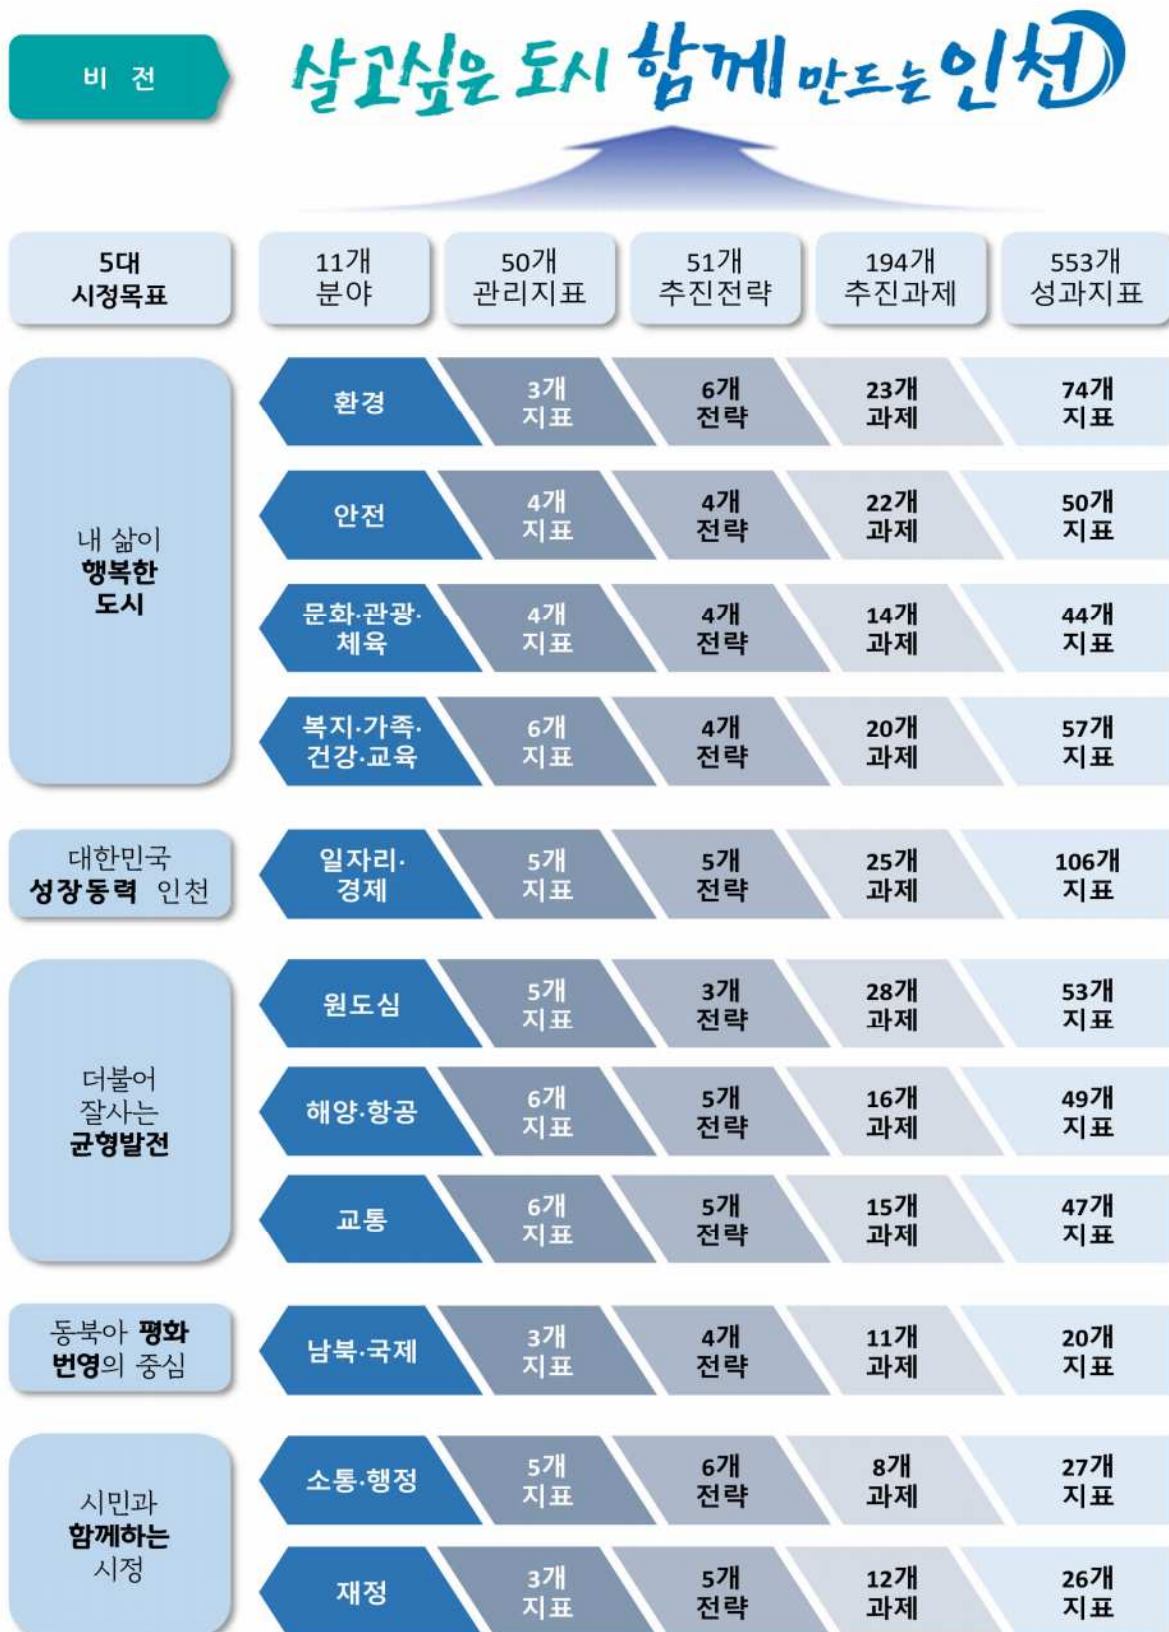 비 전
살고싶은 도시 함께 만드는 인천
5대
시정목표
11개
분야
50개
관리지표
51개
추진전략
194개
추진과제
553개
성과지표
내 삶이
행복한
도시
환경
3개
지표
6개
전략
23개
과제
74개
지표
안전
4개
지표
4개
전략
22개
과제
50개
지표
문화·관광·
체육
4개
지표
4개
전략
14개
과제
44개
지표
복지·가족·
건강·교육
6개
지표
4개
전략
20개
과제
57개
지표
대한민국
성장동력 인천
일자리·
경제
5개
지표
5개
전략
25개
과제
106개
지표
더불어
잘사는
균형발전
원도심
5개
지표
3개
전략
28개
과제
53개
지표
해양·항공
6개
지표
5개
전략
16개
과제
49개
지표
교통
6개
지표
5개
전략
15개
과제
47개
지표
동북아 평화
번영의 중심
남북·국제
3개
지표
4개
전략
11개
과제
20개
지표
시민과
함께하는
시정
소통·행정
5개
지표
6개
전략
8개
과제
27개
지표
재정
3개
지표
5개
전략
12개
과제
26개
지표